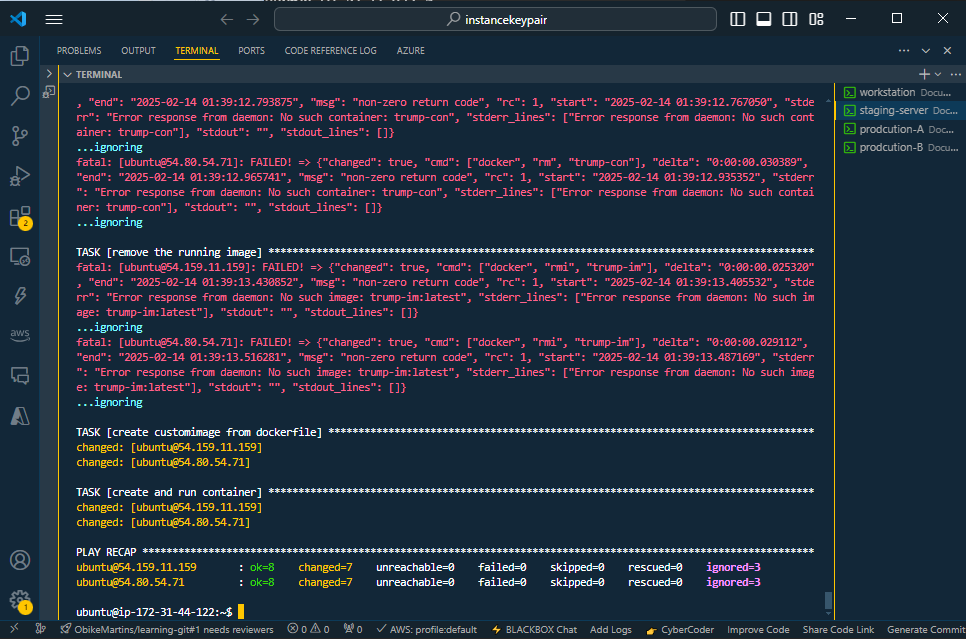 instancekeypair
PROBLEMS OUTPUT TERMINAL PORTS CODE REFERENCE LOG AZURE
TERMINAL
, "end": "2025-02-14 01:39:12.793875", "msg": "non-zero return code", "rc": 1, "start": "2025-02-14 01:39:12.767050", "stde
rr": "Error response from daemon: No such container: trump-con", "stderr_lines": ["Error response from daemon: No such cont
ainer: trump-con"], "stdout": "", "stdout_lines": []}
...ignoring
fatal: [ubuntu@54.80.54.71]: FAILED! => {"changed": true, "cmd": ["docker", "rm", "trump-con"], "delta": "0:00:00.030389",
"end": "2025-02-14 01:39:12.965741", "msg": "non-zero return code", "rc": 1, "start": "2025-02-14 01:39:12.935352", "stderr
": "Error response from daemon: No such container: trump-con", "stderr_lines": ["Error response from daemon: No such contai
ner: trump-con"], "stdout": "", "stdout_lines": []}
...ignoring
TASK [remove the running image] *******************************************************************************************
fatal: [ubuntu@54.159.11.159]: FAILED! => {"changed": true, "cmd": ["docker", "rmi", "trump-im"], "delta": "0:00:00.025320"
, "end": "2025-02-14 01:39:13.430852", "msg": "non-zero return code", "rc": 1, "start": "2025-02-14 01:39:13.405532", "stde
rr": "Error response from daemon: No such image: trump-im:latest", "stderr_lines": ["Error response from daemon: No such im
age: trump-im:latest"], "stdout": "", "stdout_lines": []}
...ignoring
fatal: [ubuntu@54.80.54.71]: FAILED! => {"changed": true, "cmd": ["docker", "rmi", "trump-im"], "delta": "0:00:00.029112",
"end": "2025-02-14 01:39:13.516281", "msg": "non-zero return code", "rc": 1, "start": "2025-02-14 01:39:13.487169", "stderr
": "Error response from daemon: No such image: trump-im:latest", "stderr_lines": ["Error response from daemon: No such imag
e: trump-im:latest"], "stdout": "", "stdout_lines": []}
...ignoring
TASK [create customimage from dockerfile] *********************************************************************************
changed: [ubuntu@54.159.11.159]
changed: [ubuntu@54.80.54.71]
TASK [create and run container] *******************************************************************************************
changed: [ubuntu@54.159.11.159]
changed: [ubuntu@54.80.54.71]
PLAY RECAP ****************************************************************************************************************
ubuntu@54.159.11.159 : ok=8 changed=7 unreachable=0 failed=0 skipped=0 rescued=0 ignored=3
ubuntu@54.80.54.71 : ok=8 changed=7 unreachable=0 failed=0 skipped=0 rescued=0 ignored=3
ubuntu@ip-172-31-44-122:~$
workstation Docu...
staging-server Doc...
prodcution-A Doc...
prodcution-B Docu...
2
aws
1
ObikeMartins/learning-git#1 needs reviewers 0 0 0 AWS: profile:default BLACKBOX Chat Add Logs CyberCoder Improve Code Share Code Link Generate Commit